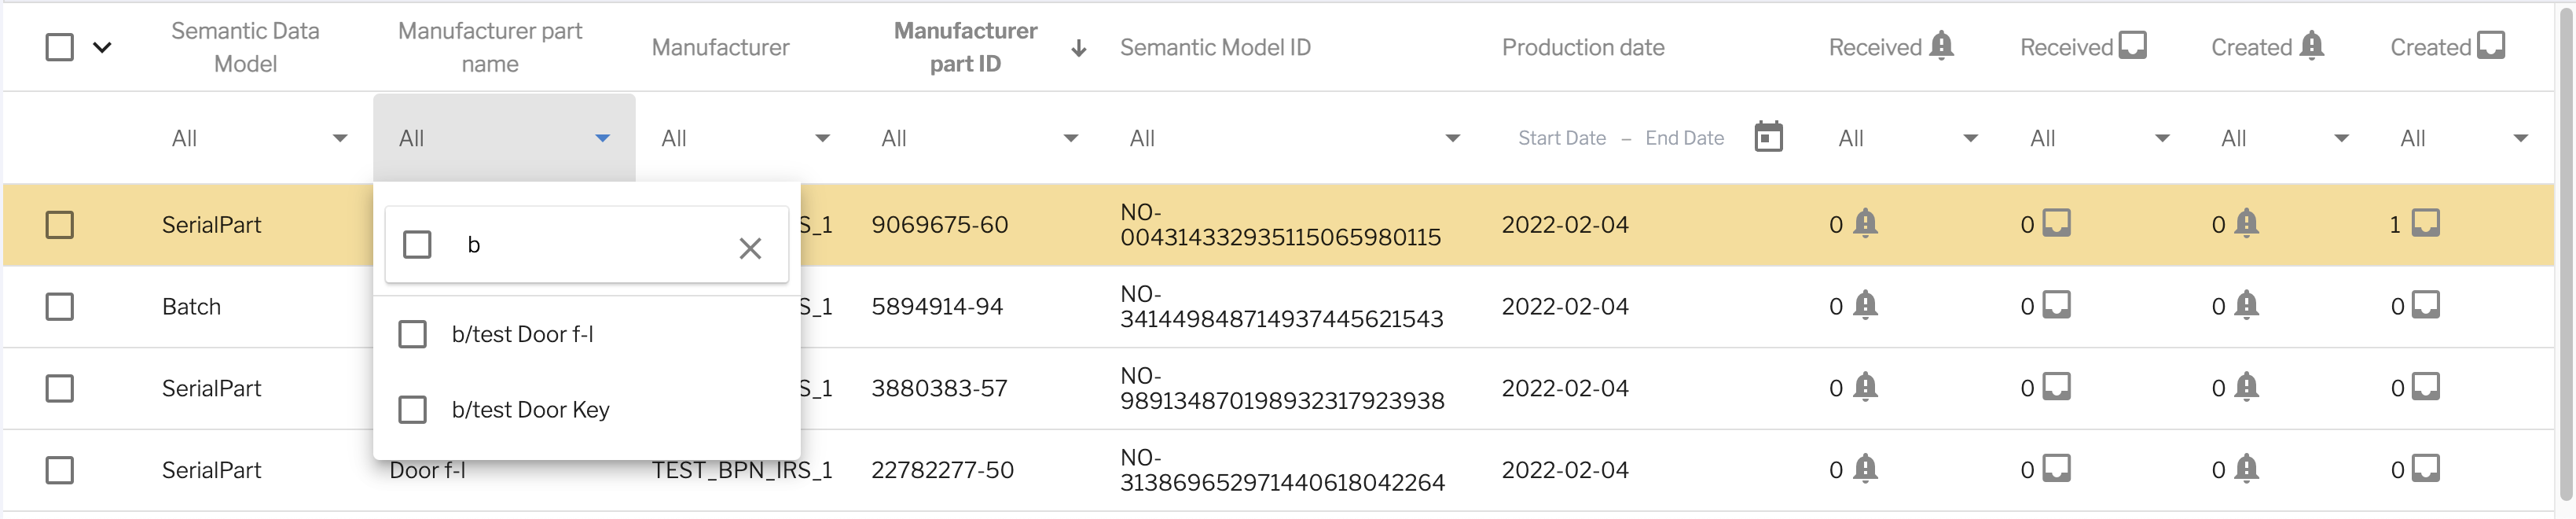 Semantic Data
Model
Manufacturer part
name
Manufacturer
Manufacturer
part ID
Semantic Model ID
Production date
Received
Received
Created
Created
All
All
All
All
All
Start Date – End Date
All
All
All
All
SerialPart
S_1
9069675-60
NO-
004314332935115065980115
2022-02-04
0
0
0
1
b
Batch
S_1
5894914-94
NO-
341449848714937445621543
2022-02-04
0
0
0
0
b/test Door f-l
SerialPart
S_1
3880383-57
NO-
989134870198932317923938
2022-02-04
0
0
0
0
b/test Door Key
SerialPart
Door f-l
TEST_BPN_IRS_1
22782277-50
NO-
313869652971440618042264
2022-02-04
0
0
0
0